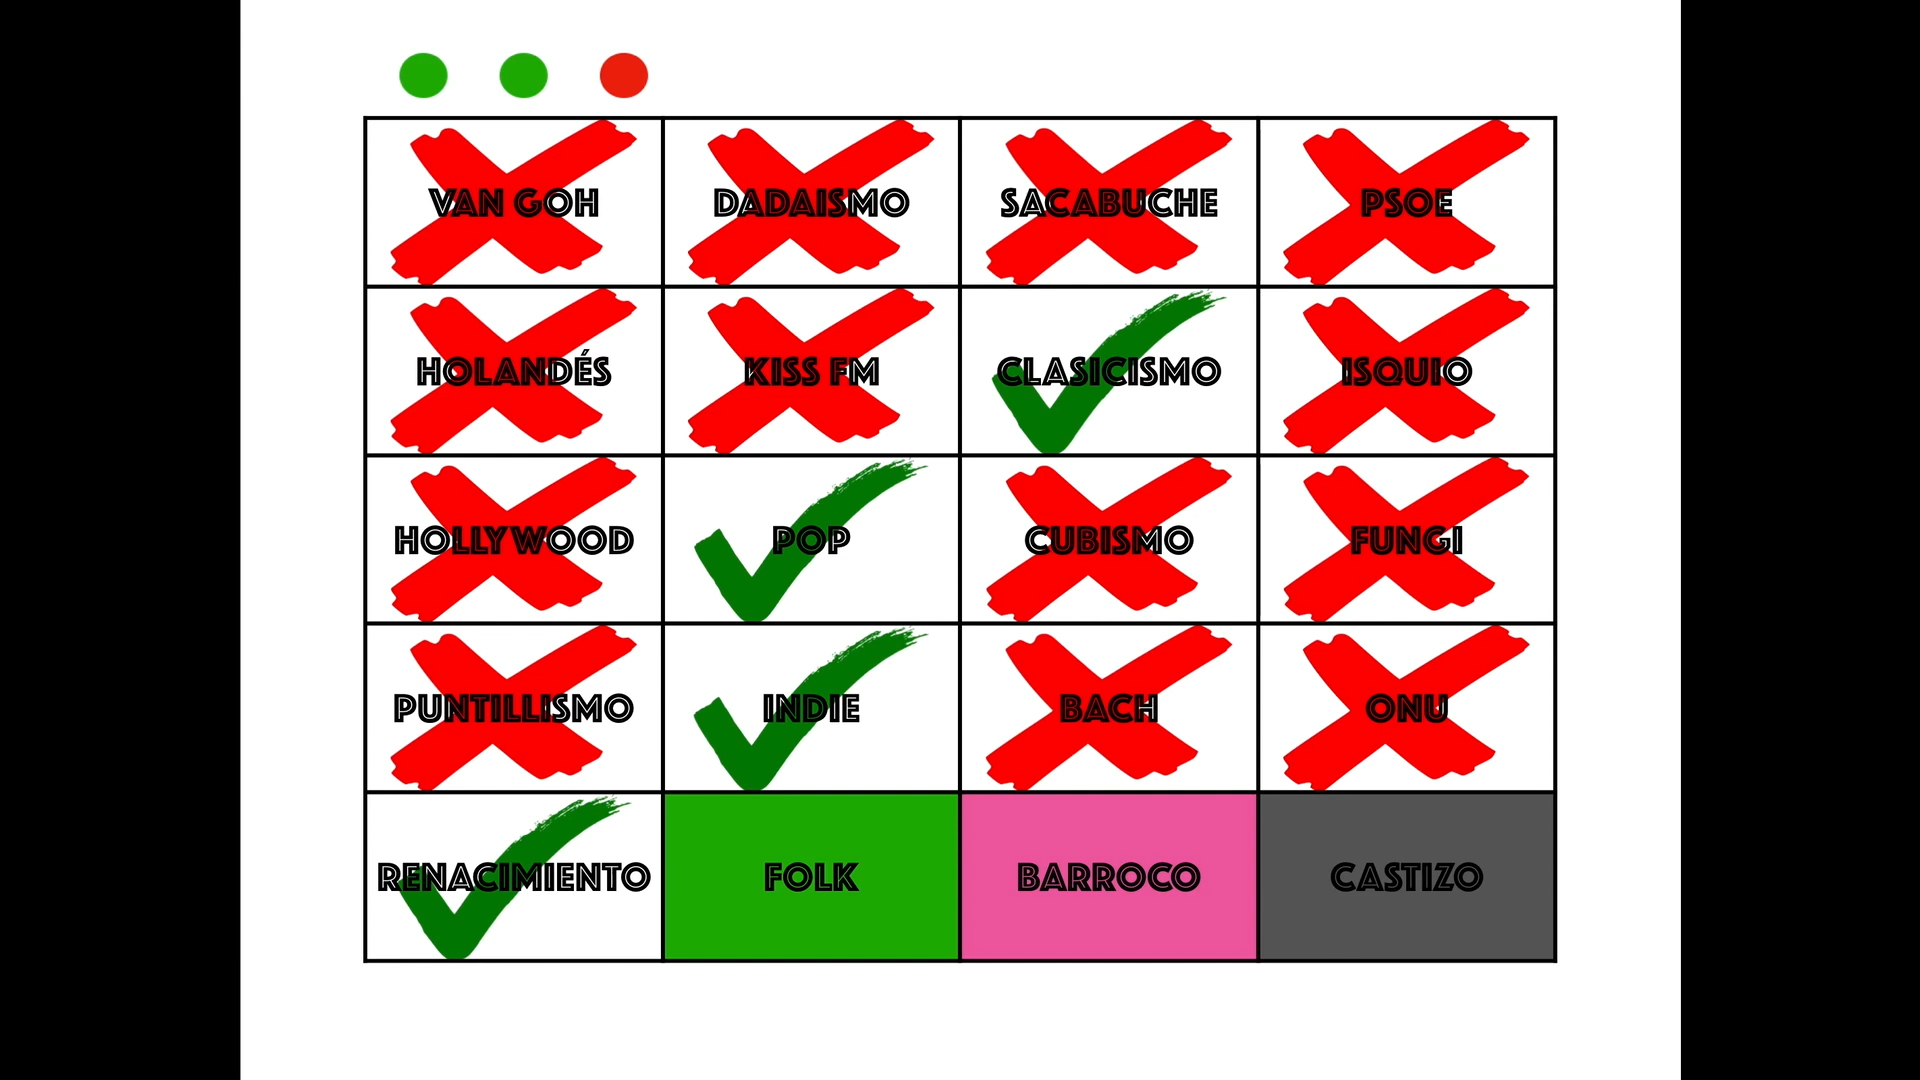 VAN GOH
DADAISMO
SACABUCHE
PSOE
HOLANDÉS
KISS FM
CLASICISMO
ISQUIO
HOLLYWOOD
POP
CUBISMO
FUNGI
PUNTILLISMO
INDIE
BACH
ONU
RENACIMIENTO
FOLK
BARROCO
CASTIZO